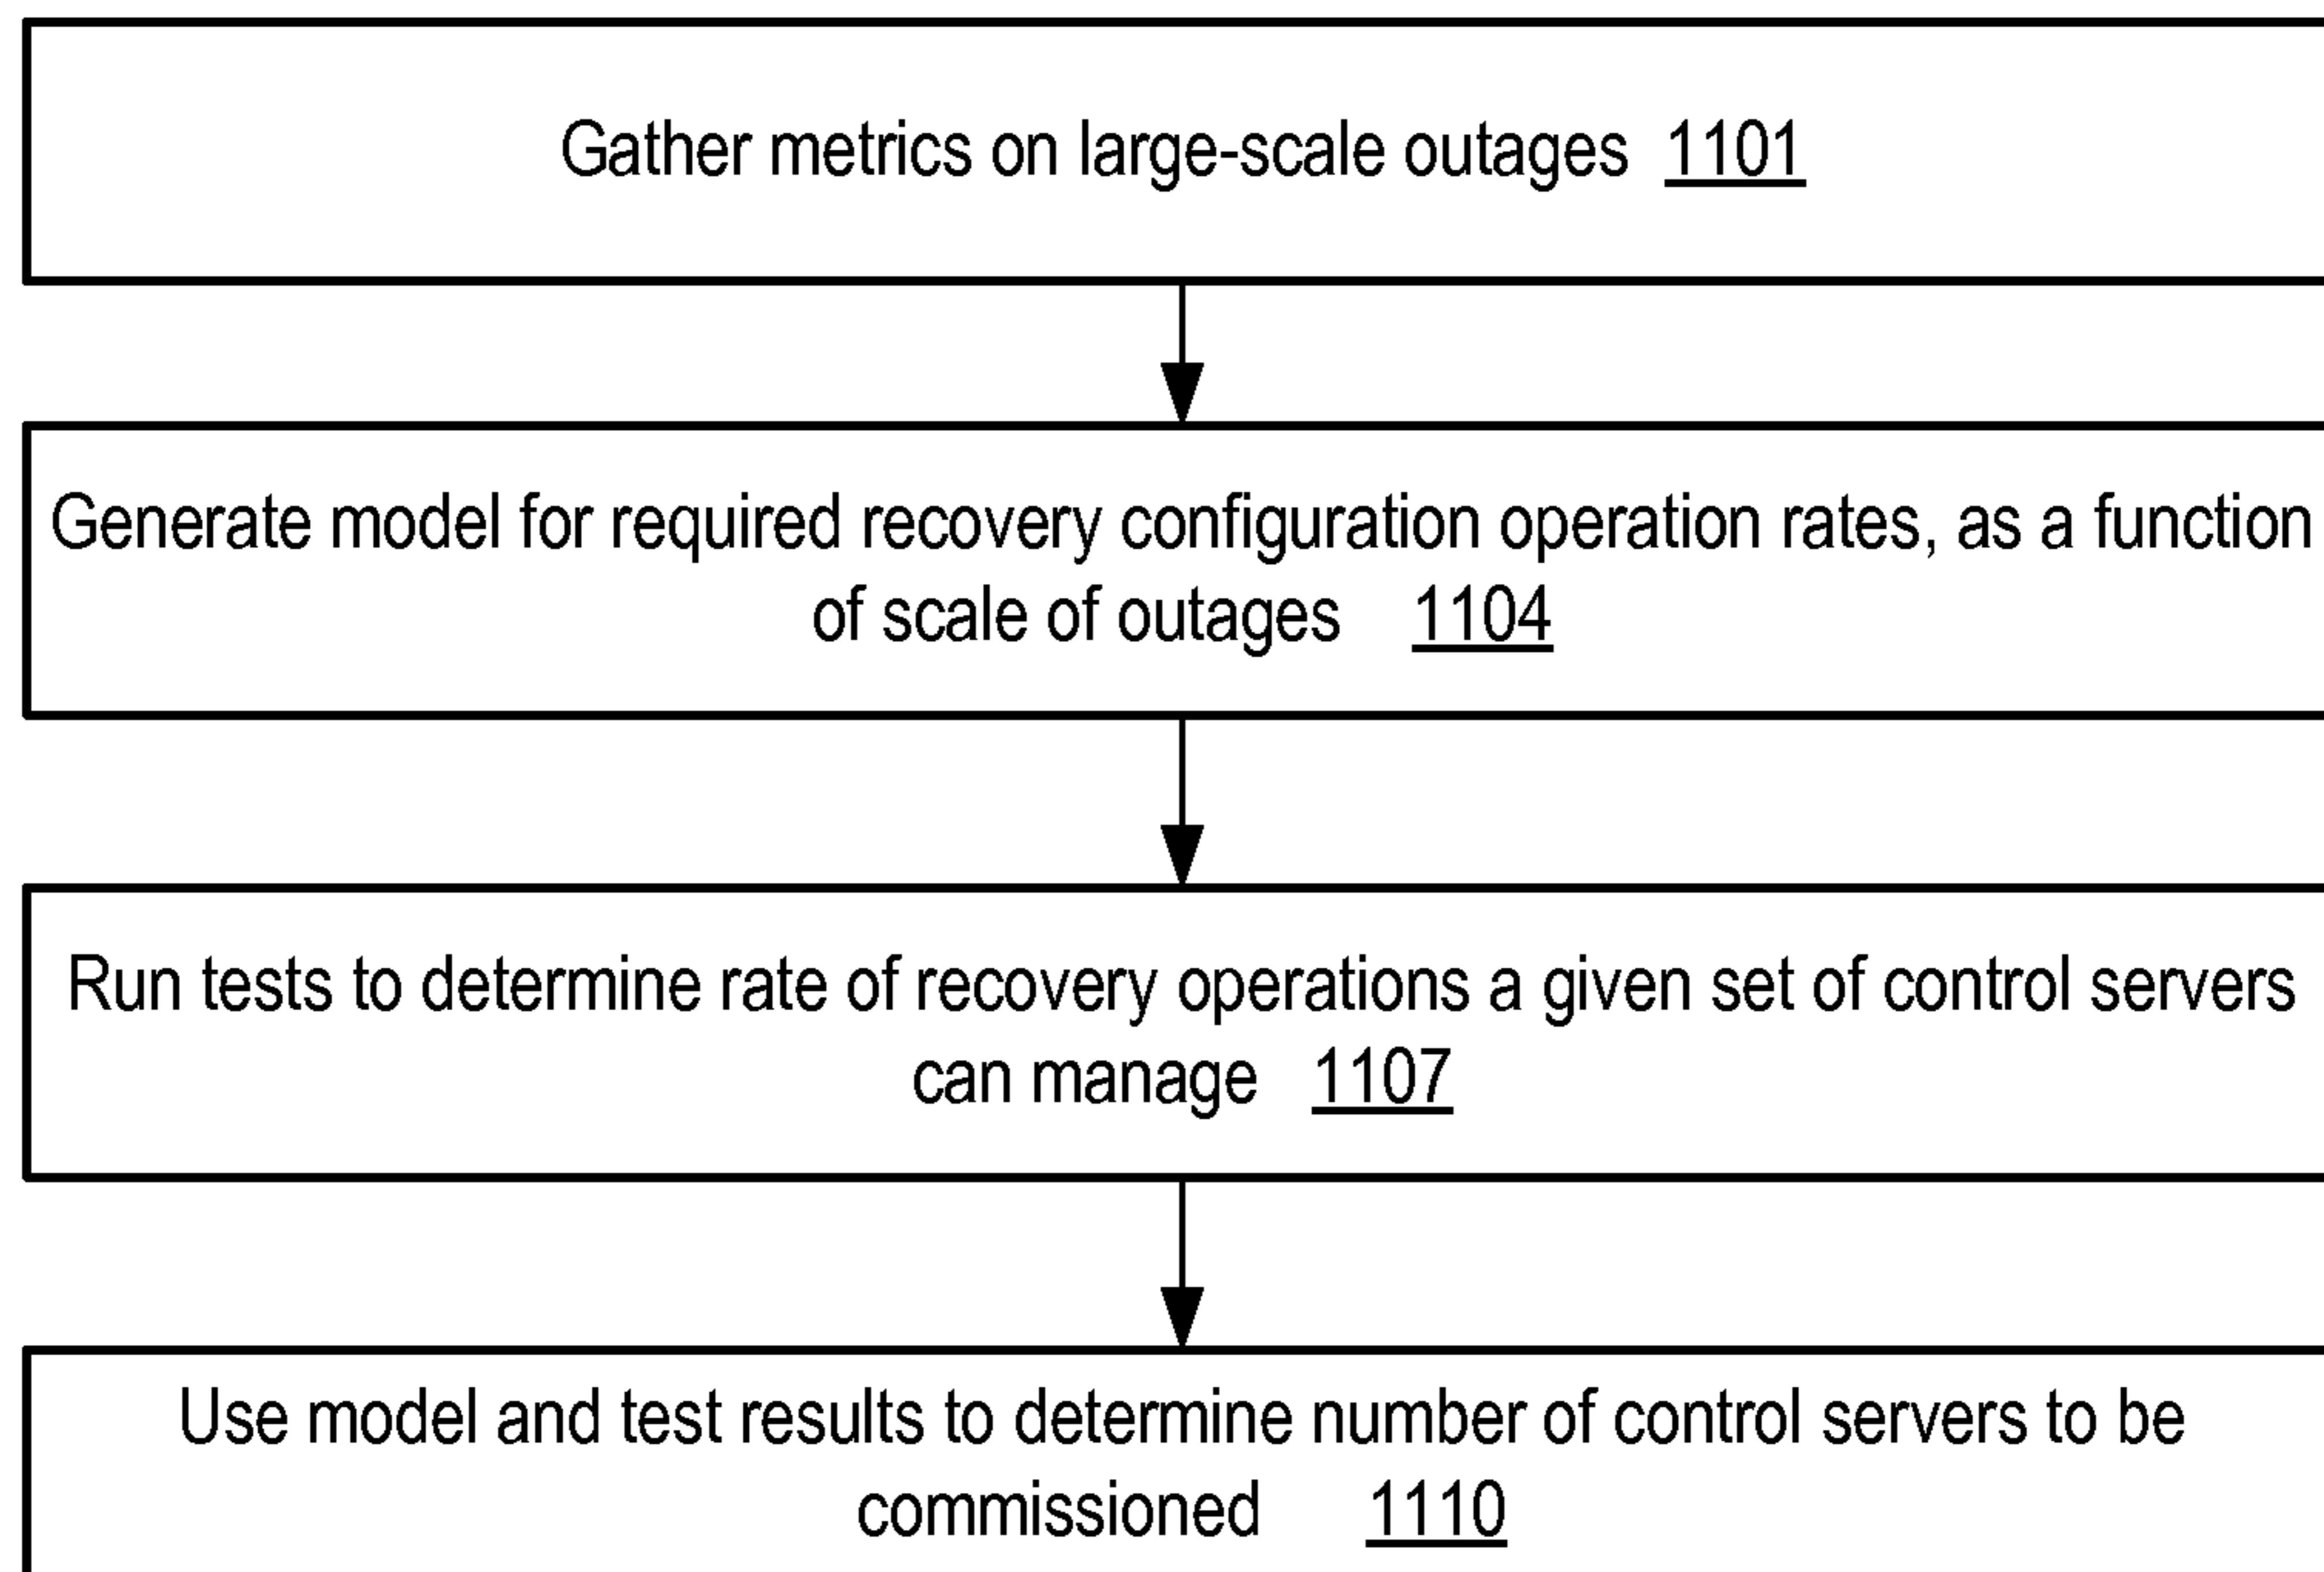 Gather metrics on large-scale outages 1101
Generate model for required recovery configuration operation rates, as a function
of scale of outages 1104
Run tests to determine rate of recovery operations a given set of control servers
can manage 1107
Use model and test results to determine number of control servers to be
commissioned 1110